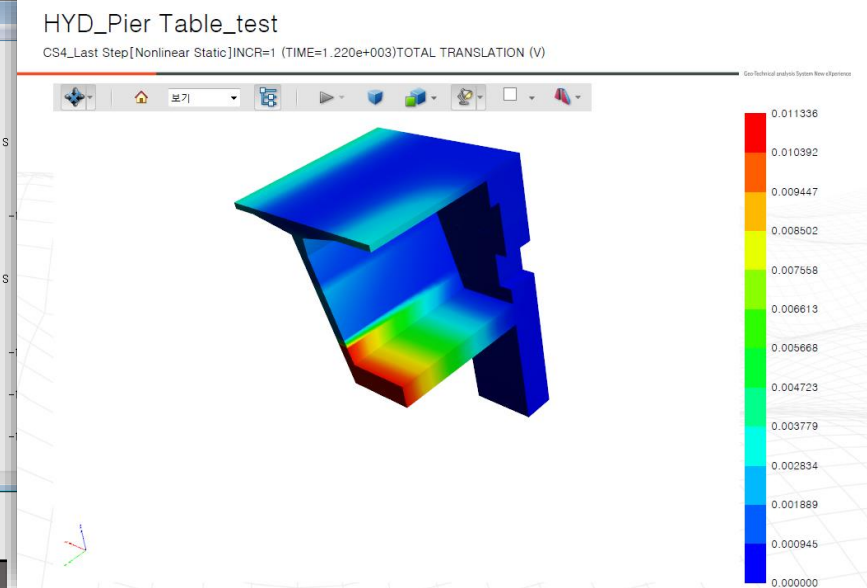 HYD_Pier Table_test
CS4_Last Step[Nonlinear Static]INCR=1 (TIME=1.220e+003)TOTAL TRANSLATION (V)
Geo Technical analysis System New eXperience
보기
0.011336
0.010392
0.009447
0.008502
0.007558
0.006613
0.005668
0.004723
0.003779
0.002834
0.001889
0.000945
0.000000
S
S